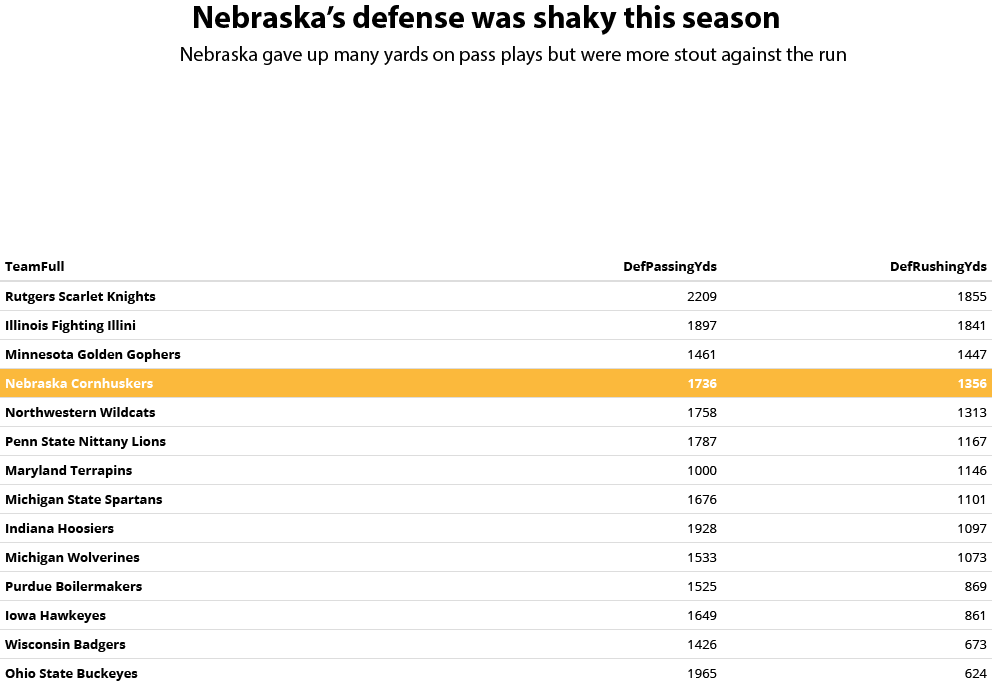 Nebraska’s defense was shaky this season
Nebraska gave up many yards on pass plays but were more stout against the run
TeamFull DefPassingYds DefRushingYds
Rutgers Scarlet Knights 2209 1855
Illinois Fighting Illini 1897 1841
Minnesota Golden Gophers 1461 1447
Nebraska Cornhuskers 1736 1356
Northwestern Wildcats 1758 1313
Penn State Nittany Lions 1787 1167
Maryland Terrapins 1000 1146
Michigan State Spartans 1676 1101
Indiana Hoosiers 1928 1097
Michigan Wolverines 1533 1073
Purdue Boilermakers 1525 869
Iowa Hawkeyes 1649 861
Wisconsin Badgers 1426 673
Ohio State Buckeyes 1965 624